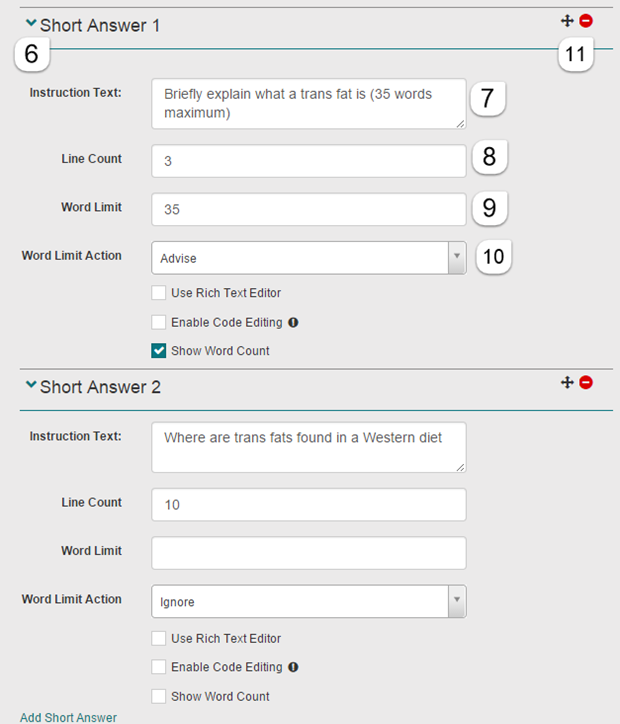 Short Answer 1
6
11
Instruction Text:
Briefly explain what a trans fat is (35 words
maximum)
7
Line Count
3
8
Word Limit
35
9
Word Limit Action
Advise
10
Use Rich Text Editor
Enable Code Editing
Show Word Count
Short Answer 2
Instruction Text:
Where are trans fats found in a Western diet
Line Count
10
Word Limit
Word Limit Action
Ignore
Use Rich Text Editor
Enable Code Editing
Show Word Count
Add Short Answer